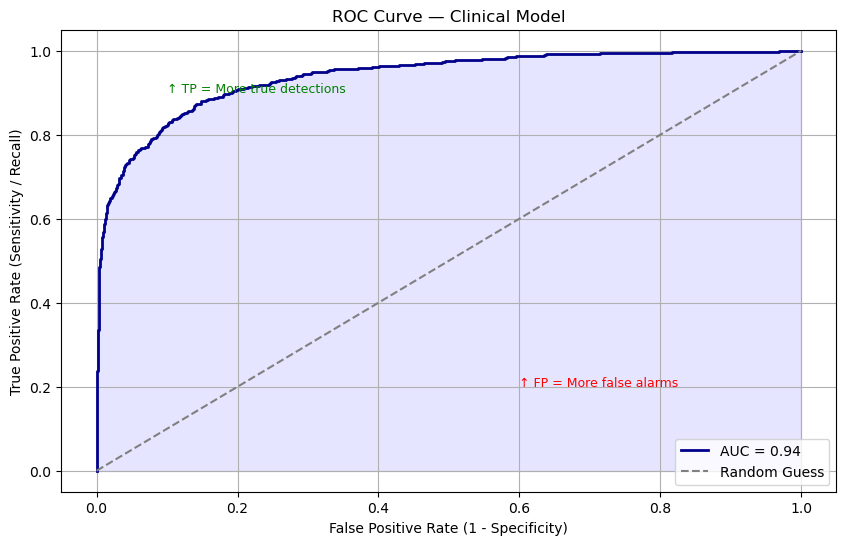 ROC Curve — Clinical Model
True Positive Rate (Sensitivity / Recall)
1.0
0.8
0.6
0.4
0.2
0.0
↑ TP = More true detections
↑ FP = More false alarms
AUC = 0.94
Random Guess
0.0 0.2 0.4 0.6 0.8 1.0
False Positive Rate (1 - Specificity)